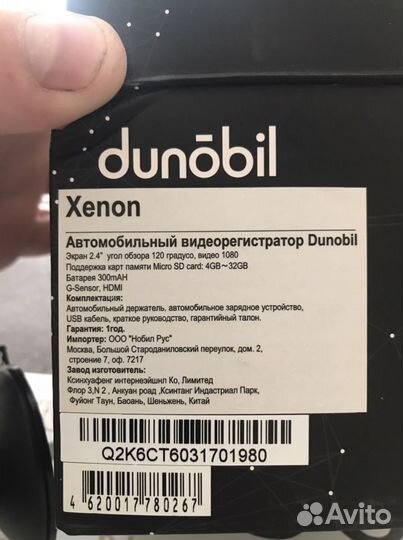 dunōbil
Xenon
Автомобильный видеорегистратор Dunobil
Экран 2.4" угол обзора 120 градусо, видео 1080
Поддержка карт памяти Micro SD card: 4GB~32GB
Батарея 300mAH
G-Sensor, HDMI
Комплектация:
Автомобильный держатель, автомобильное зарядное устройство,
USB кабель, краткое руководство, гарантийный талон.
Гарантия: 1год.
Импортер: ООО "Нобил Рус"
Москва, Большой Староданиловский переулок, дом. 2,
строение 7, оф. 7217
Завод изготовитель:
Ксинхуафенг интернеэйшнл Ко, Лимитед
Флор 3,N 2 , Анкуан роад ,Ксинтанг Индастриал Парк,
Фуйонг Таун, Баоань, Шеньжень, Китай
Q2K6CT6031701980
4 620017 780267
Avito